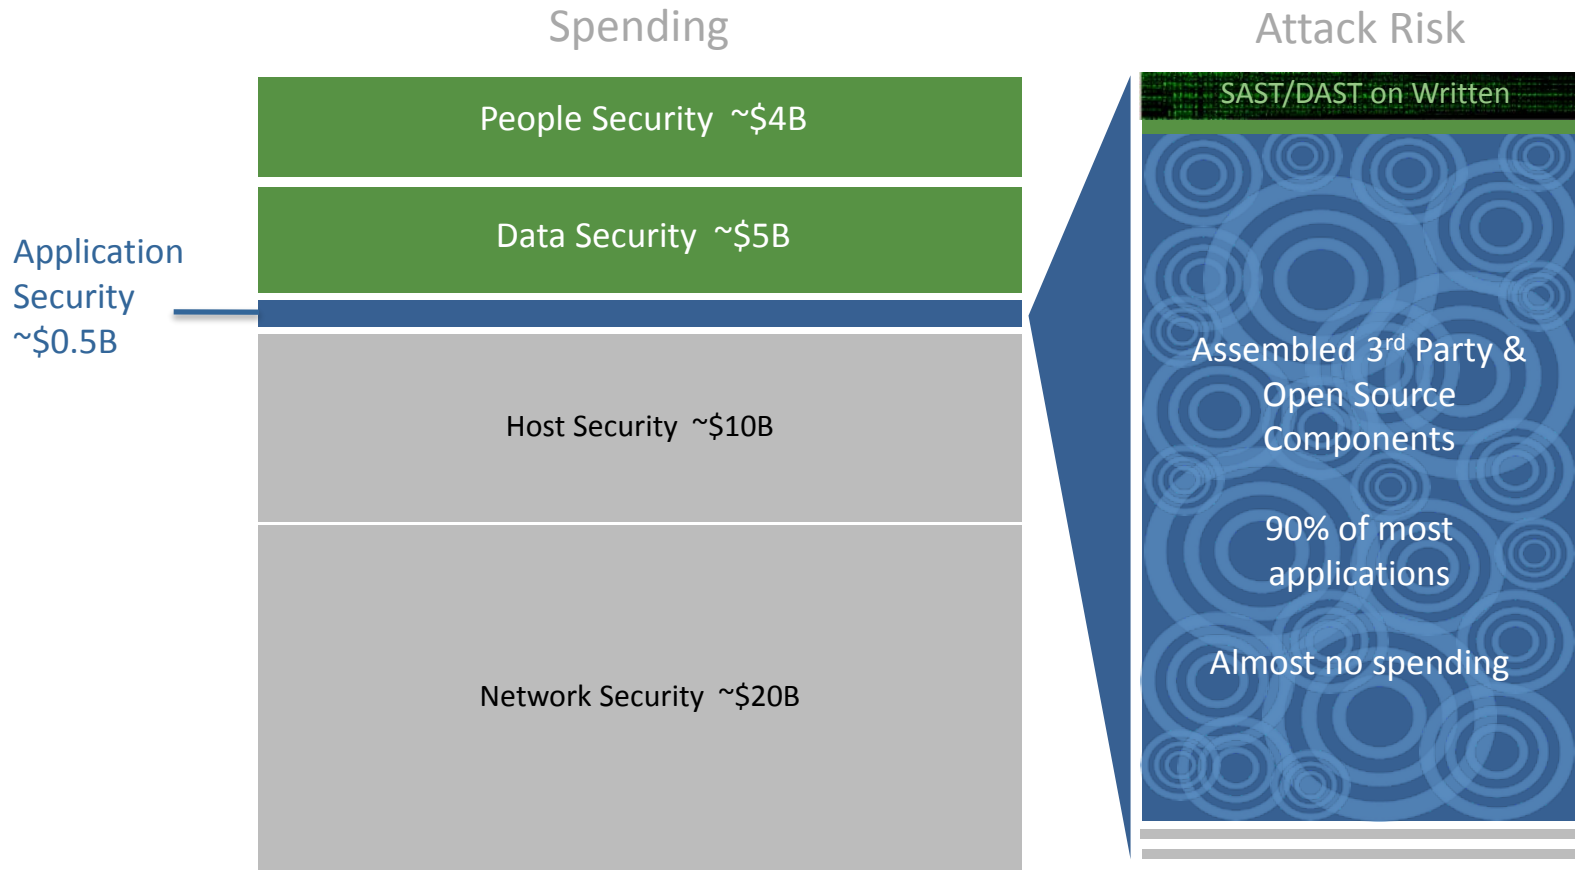 Spending
Attack Risk
People Security ~$4B
Data Security ~$5B
Application
Security
~$0.5B
Host Security ~$10B
Network Security ~$20B
SAST/DAST on Written
Assembled 3rd Party &
Open Source
Components
90% of most
applications
Almost no spending